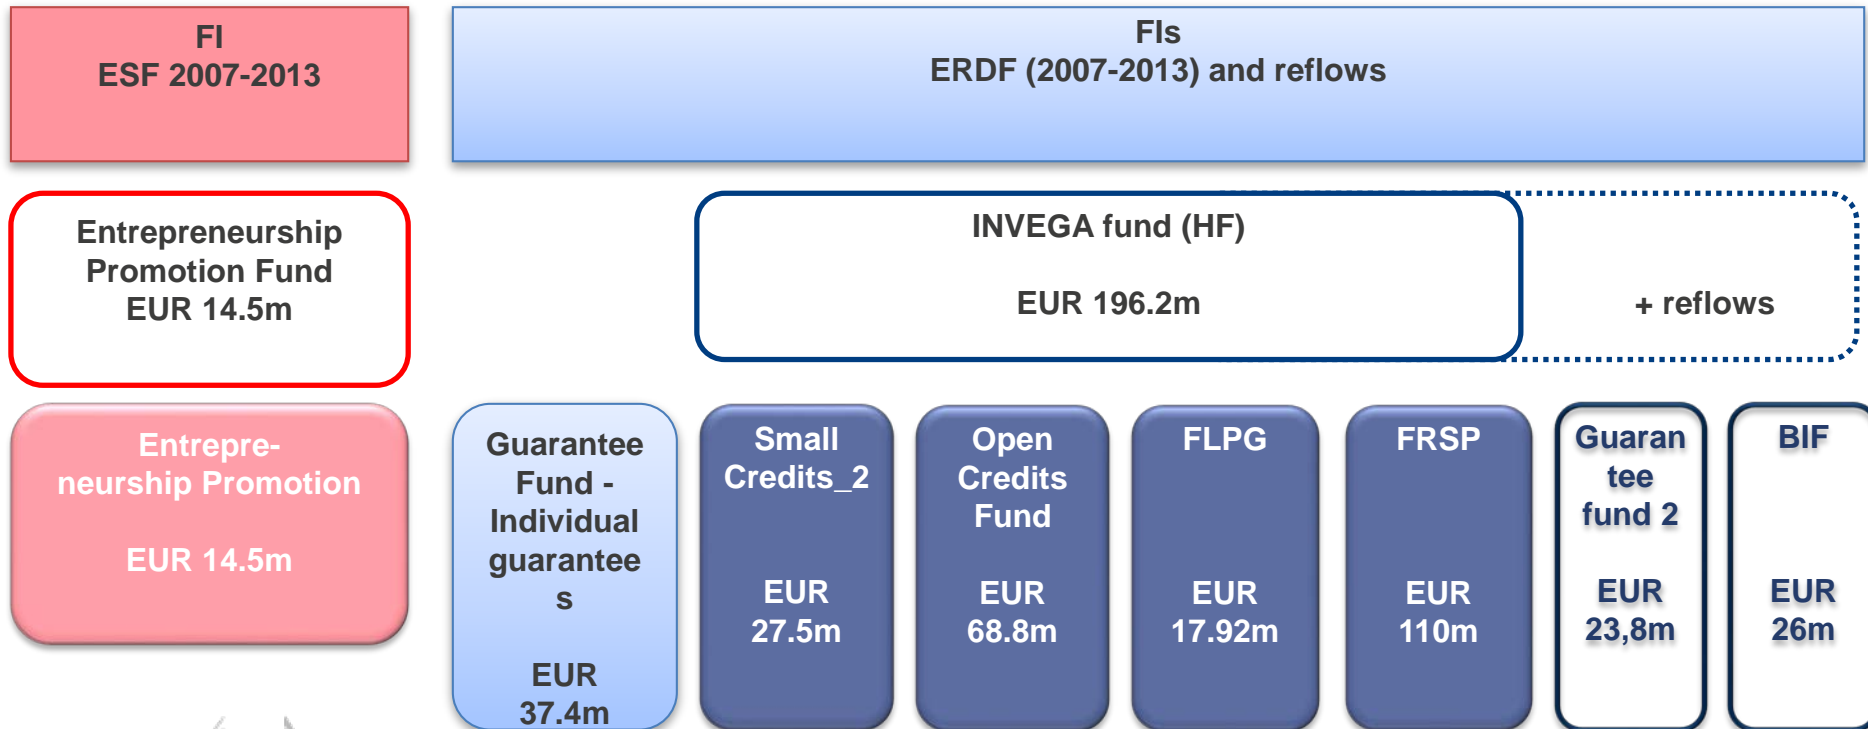 FI
ESF 2007-2013
FIs
ERDF (2007-2013) and reflows
Entrepreneurship
Promotion Fund
EUR 14.5m
INVEGA fund (HF)
EUR 196.2m
+ reflows
Entrepre-
neurship Promotion
EUR 14.5m
Guarantee
Fund -
Individual
guarantee
s
EUR
37.4m
Small
Credits_2
EUR
27.5m
Open
Credits
Fund
EUR
68.8m
FLPG
EUR
17.92m
FRSP
EUR
110m
Guaran
tee
fund 2
EUR
23,8m
BIF
EUR
26m